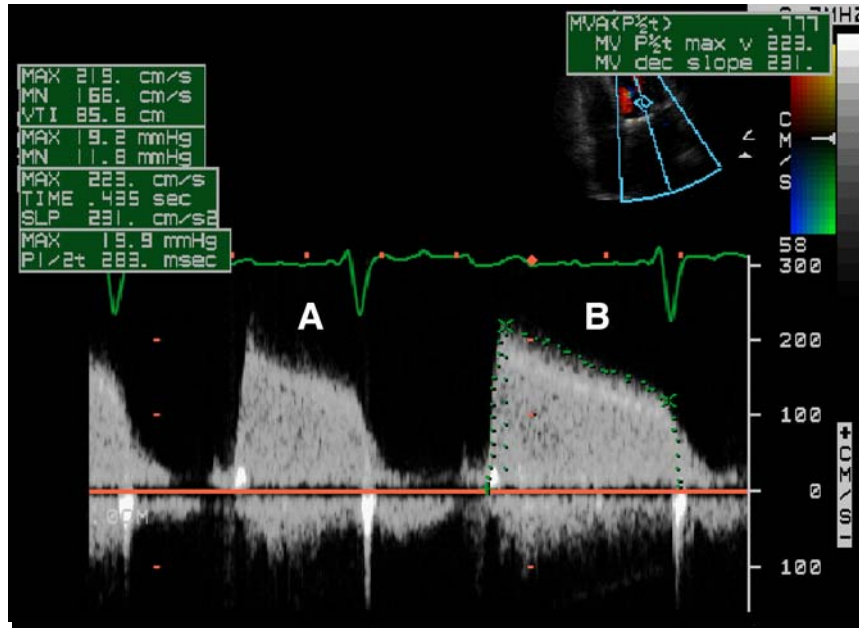 MVA(P½t) .777
MV P½t max v 223.
MV dec slope 231.
MAX 219. cm/s
MN 166. cm/s
VTI 85.6 cm
MAX 19.2 mmHg
MN 11.8 mmHg
MAX 223. cm/s
TIME .435 sec
SLP 231. cm/s2
MAX 19.9 mmHg
P1/2t 283. msec
C
M
/
S
58
300
A
B
200
100
0
100
+CM/S-